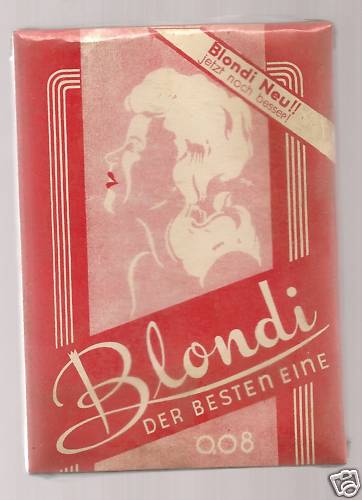 Blondi Neu!!
jetzt noch besser!
Blondi
DER BESTEN EINE
0.08